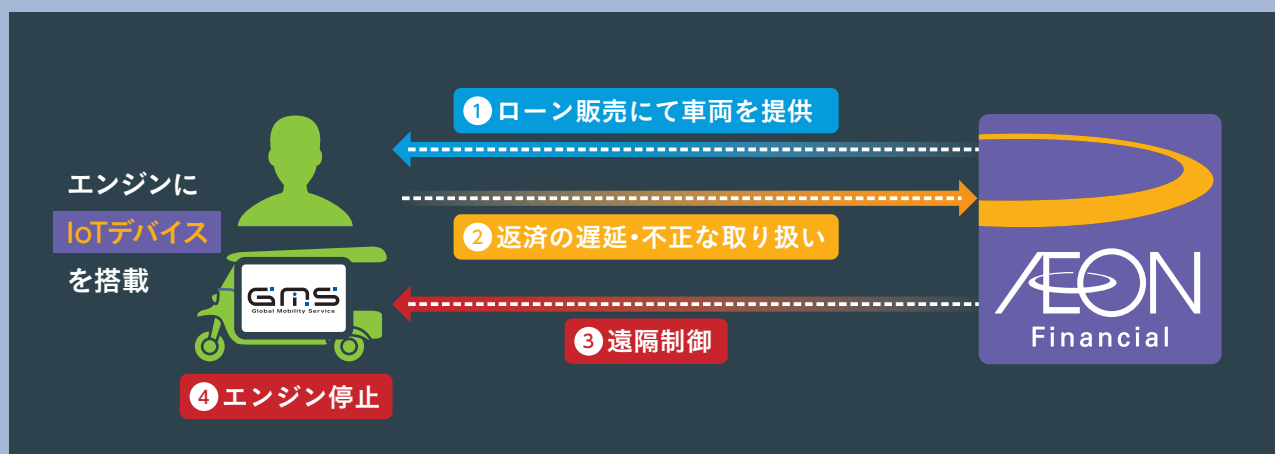 ①ローン販売にて車両を提供
エンジンに
IoTデバイス
を搭載
②返済の遅延・不正な取り扱い
GMS
Global Mobility Service
③遠隔制御
ÆON
Financial
④エンジン停止